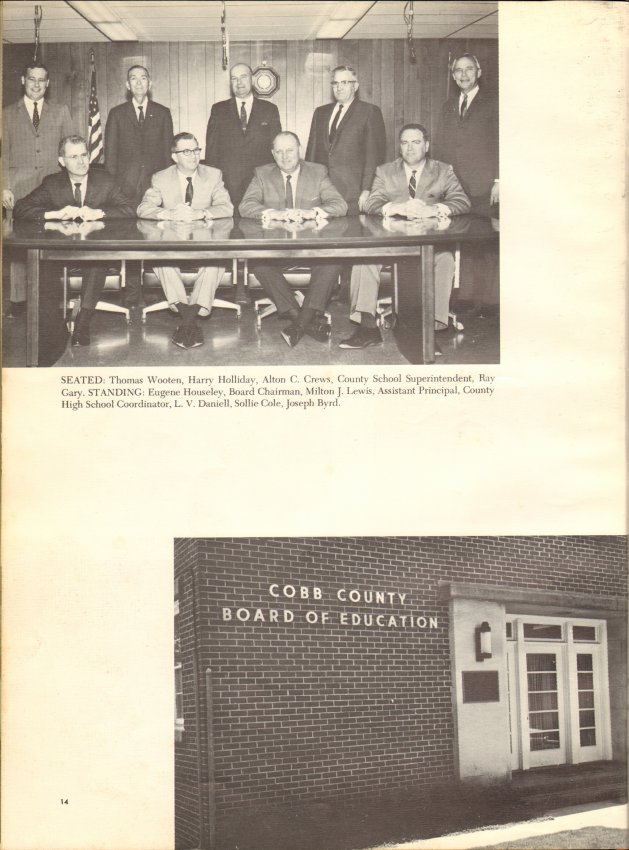 SEATED: Thomas Wooten, Harry Holliday, Alton C. Crews, County School Superintendent, Ray
Gary. STANDING: Eugene Houseley, Board Chairman, Milton J. Lewis, Assistant Principal, County
High School Coordinator, L. V. Daniell, Sollie Cole, Joseph Byrd.
COBB COUNTY
BOARD OF EDUCATION
14